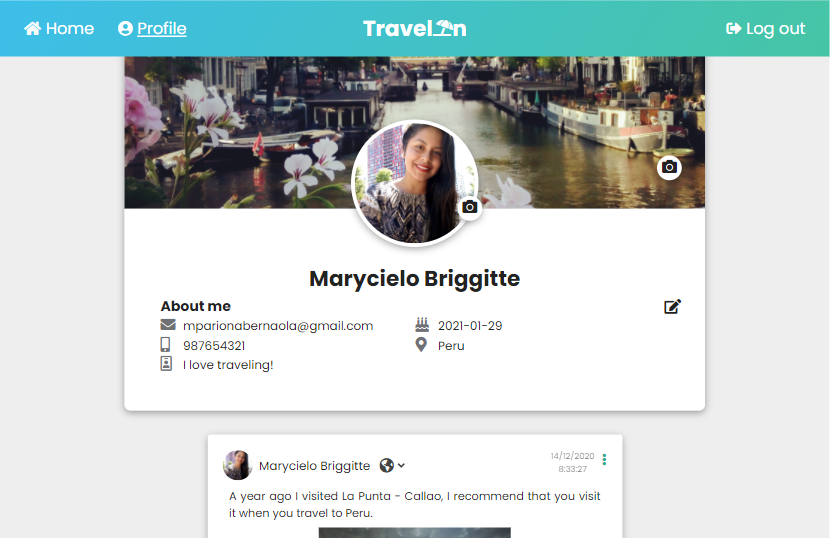 Home
Profile
Travelin
Log out
Marycielo Briggitte
About me
mparionabernaola@gmail.com
2021-01-29
987654321
Peru
I love traveling!
Marycielo Briggitte
14/12/2020
8:33:27
A year ago I visited La Punta - Callao, I recommend that you visit
it when you travel to Peru.